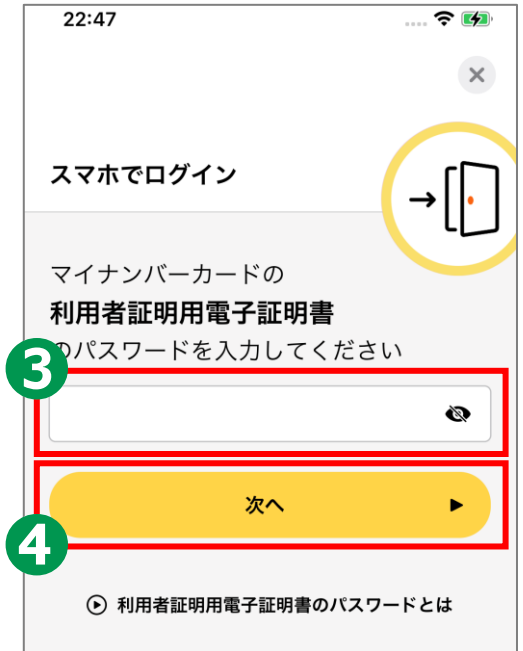 22:47
スマホでログイン
マイナンバーカードの
利用者証明用電子証明書
のパスワードを入力してください
3
次へ
4
利用者証明用電子証明書のパスワードとは